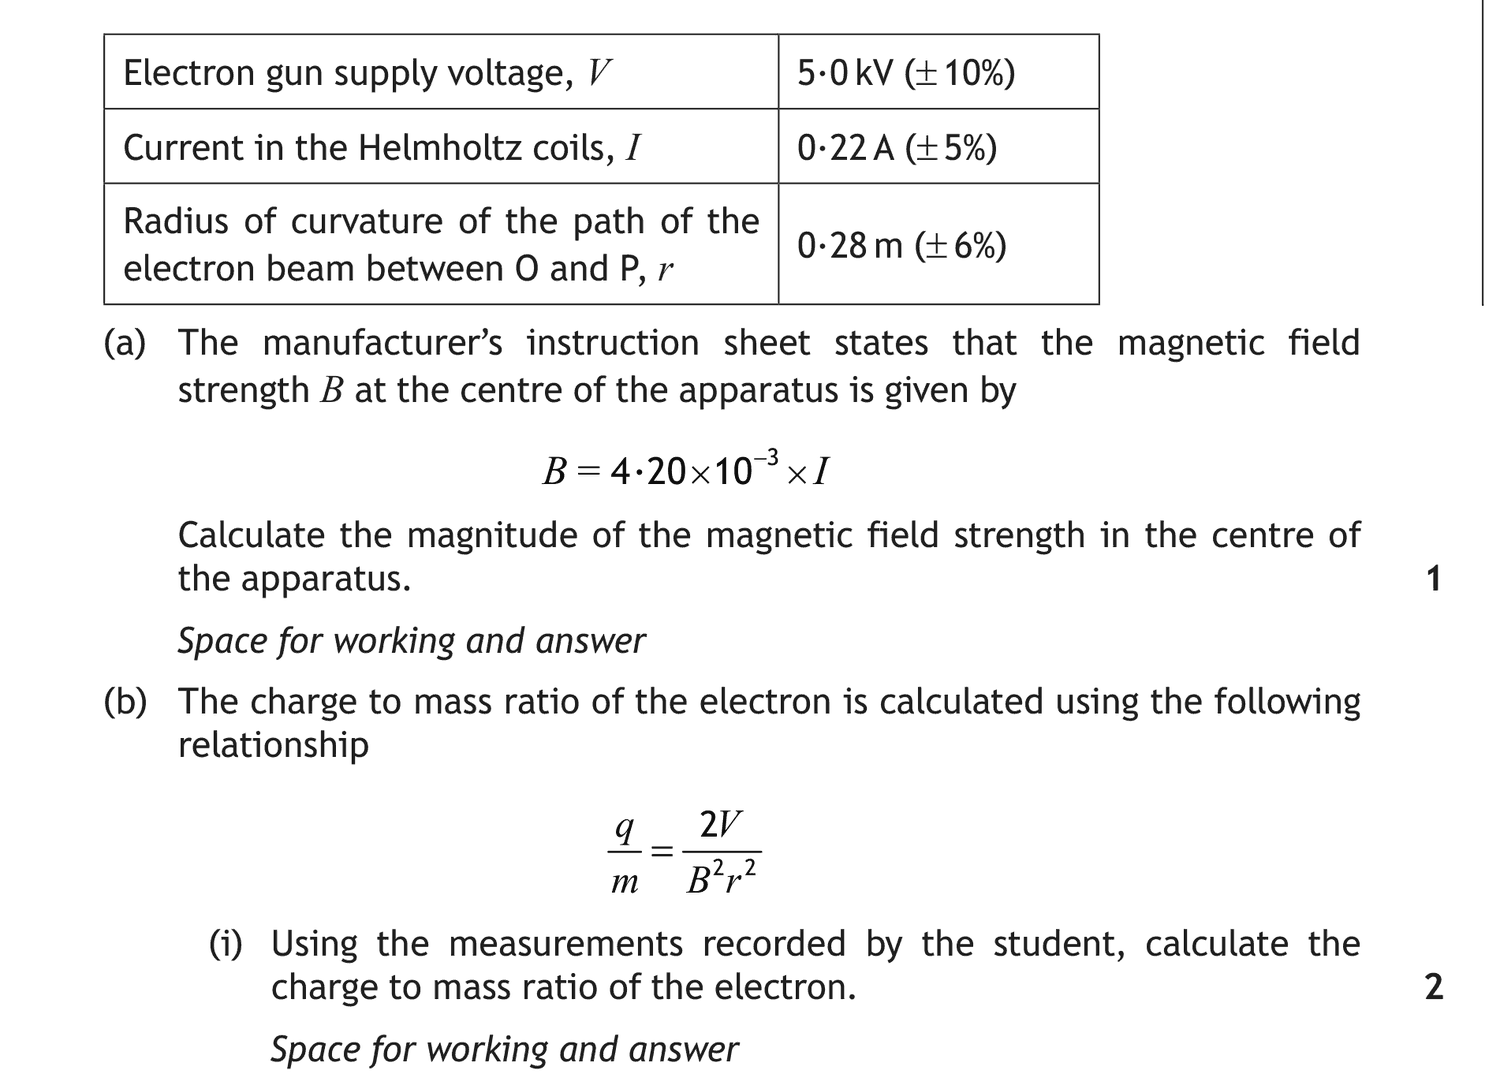 Electron gun supply voltage, V 5·0 kV (± 10%)
Current in the Helmholtz coils, I 0·22 A (± 5%)
Radius of curvature of the path of the
electron beam between O and P, r 0·28 m (± 6%)
(a) The manufacturer’s instruction sheet states that the magnetic field
strength B at the centre of the apparatus is given by
B = 4·20×10⁻³ × I
Calculate the magnitude of the magnetic field strength in the centre of
the apparatus. 1
Space for working and answer
(b) The charge to mass ratio of the electron is calculated using the following
relationship
q/m = 2V/B²r²
(i) Using the measurements recorded by the student, calculate the
charge to mass ratio of the electron. 2
Space for working and answer